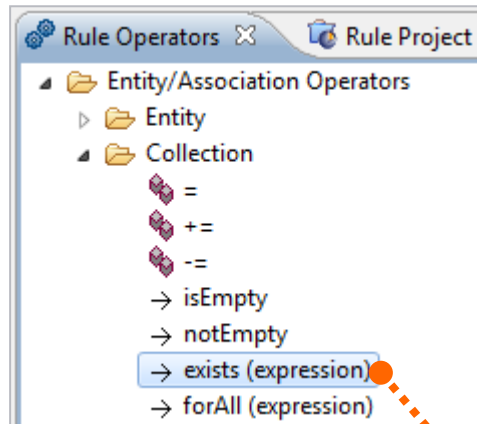 Rule Operators Rule Project
Entity/Association Operators
Entity
Collection
=
+=
-=
→ isEmpty
→ notEmpty
→ exists (expression)
→ forAll (expression)